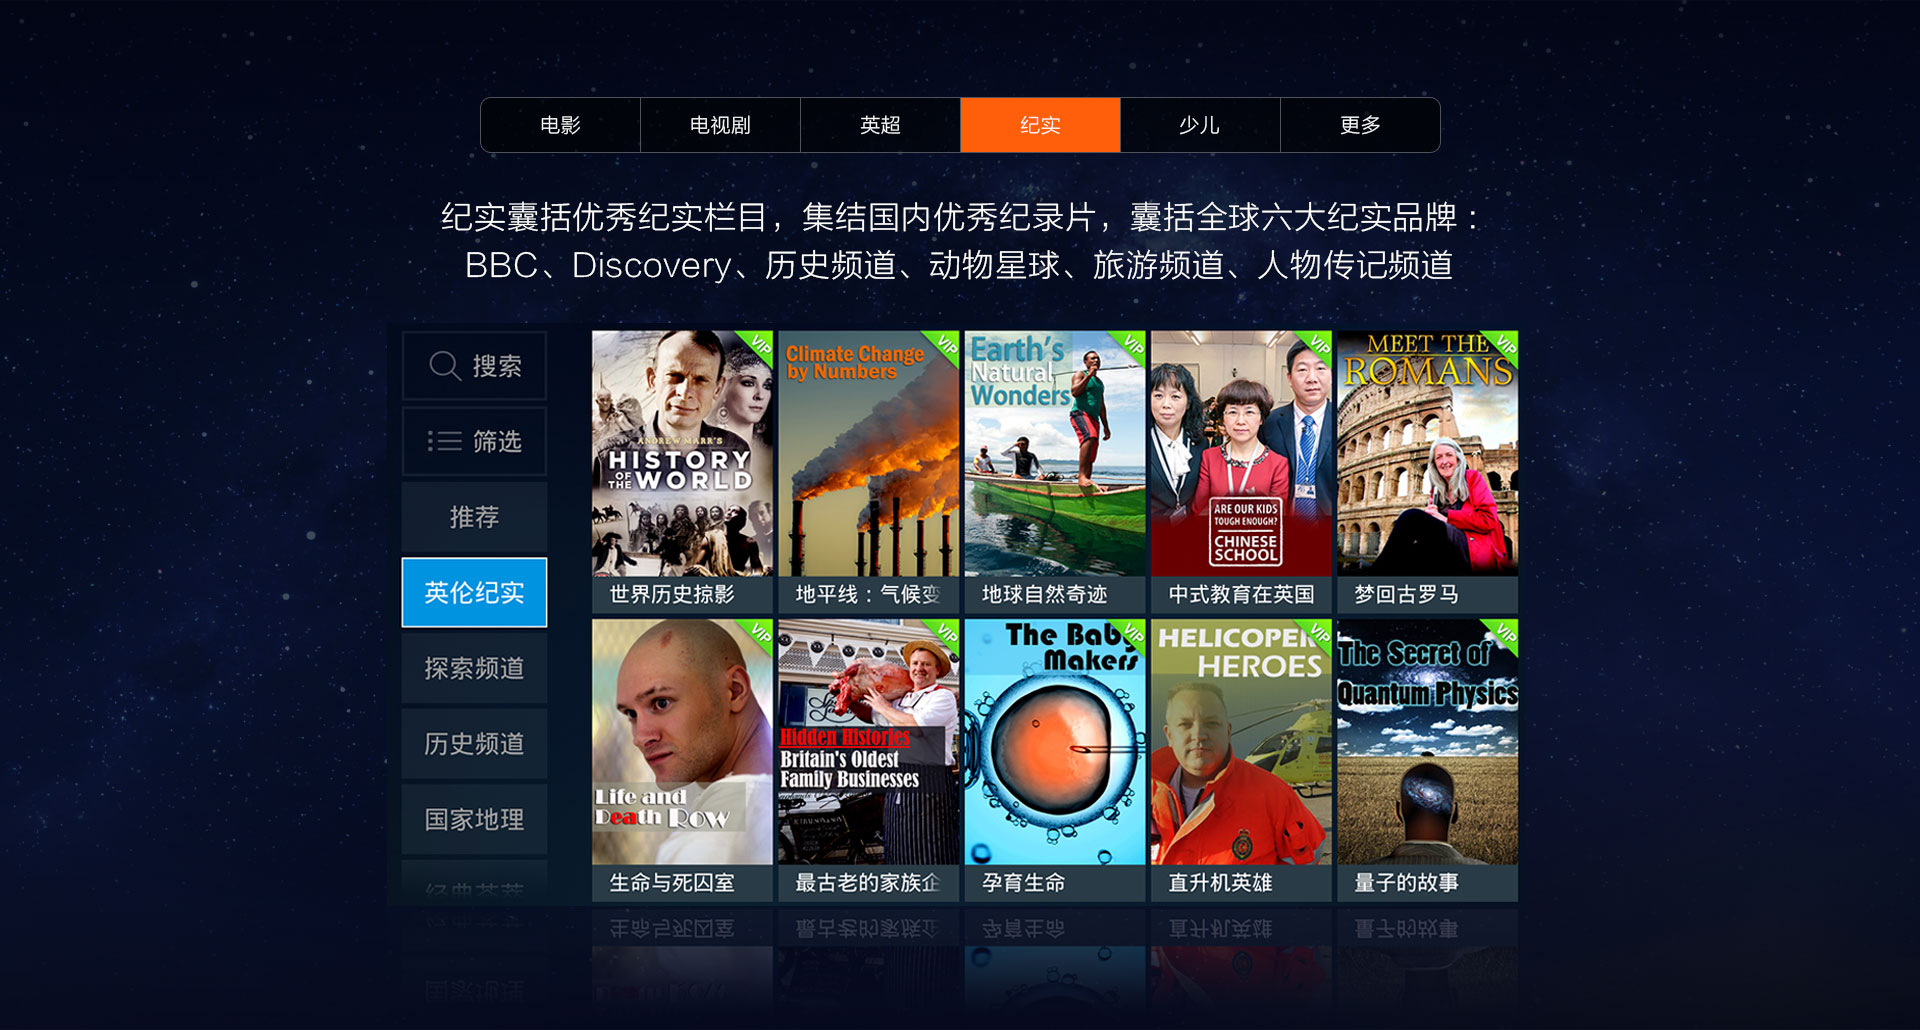 电影
电视剧
英超
纪实
少儿
更多
纪实囊括优秀纪实栏目，集结国内优秀纪录片，囊括全球六大纪实品牌：
BBC、Discovery、历史频道、动物星球、旅游频道、人物传记频道
搜索
筛选
推荐
英伦纪实
探索频道
历史频道
国家地理
VIP
ANDREW MARR'S
HISTORY
OF THE WORLD
世界历史掠影
VIP
Climate Change
by Numbers
地平线：气候变
VIP
Earth's
Natural
Wonders
地球自然奇迹
VIP
ARE OUR KIDS
TOUGH ENOUGH?
CHINESE
SCHOOL
中式教育在英国
VIP
MEET THE
ROMANS
梦回古罗马
VIP
Life and
Death Row
生命与死囚室
VIP
Hidden Histories
Britain's Oldest
Family Businesses
最古老的家族企
VIP
The Baby
Makers
孕育生命
VIP
HELICOPER
HEROES
直升机英雄
VIP
The Secret of
Quantum Physics
量子的故事